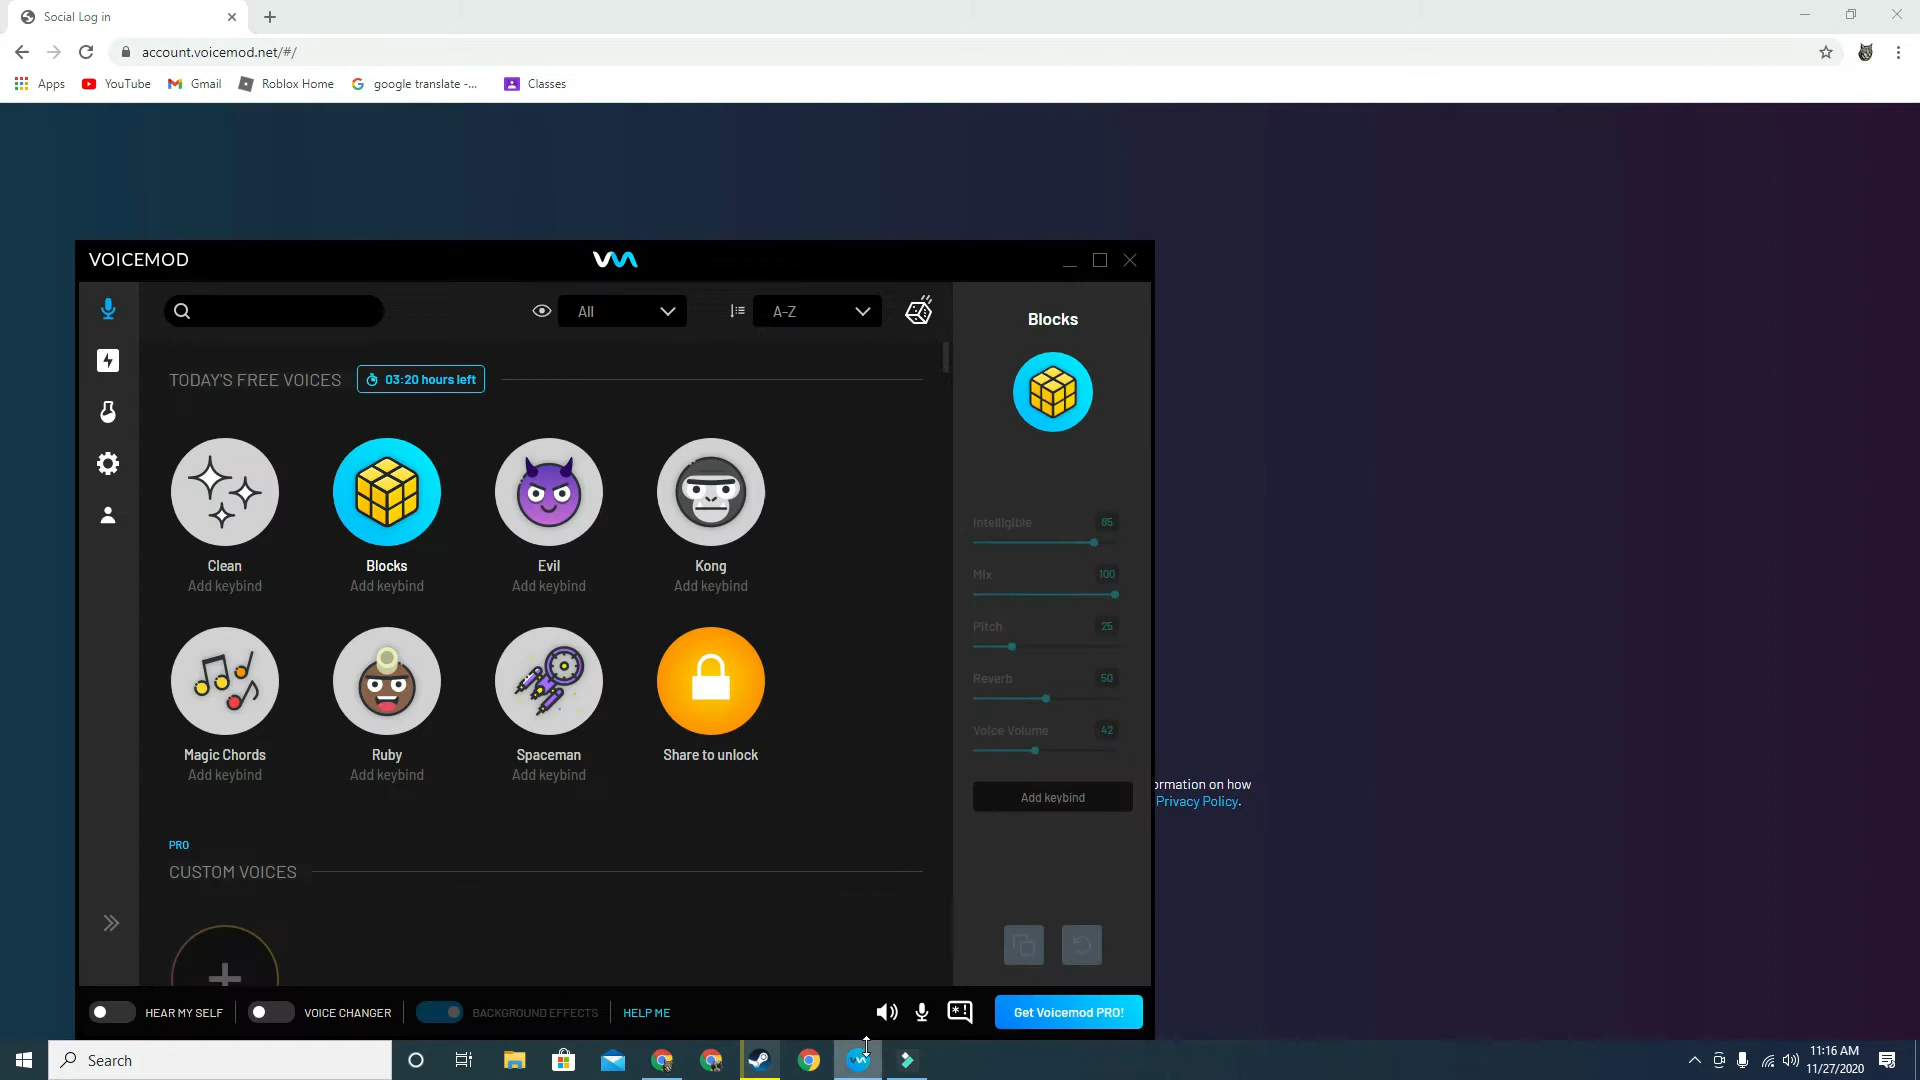 Social Log in
account.voicemod.net/#/
Apps
YouTube
Gmail
Roblox Home
google translate -...
Classes
VOICEMOD
All
A-Z
Blocks
TODAY'S FREE VOICES
03:20 hours left
Clean
Add keybind
Blocks
Add keybind
Evil
Add keybind
Kong
Add keybind
Intelligible 85
Mix 100
Pitch 25
Reverb 50
Voice Volume 42
Add keybind
Magic Chords
Add keybind
Ruby
Add keybind
Spaceman
Add keybind
Share to unlock
ormation on how
Privacy Policy.
PRO
CUSTOM VOICES
HEAR MY SELF
VOICE CHANGER
BACKGROUND EFFECTS
HELP ME
Get Voicemod PRO!
Search
11:16 AM
11/27/2020